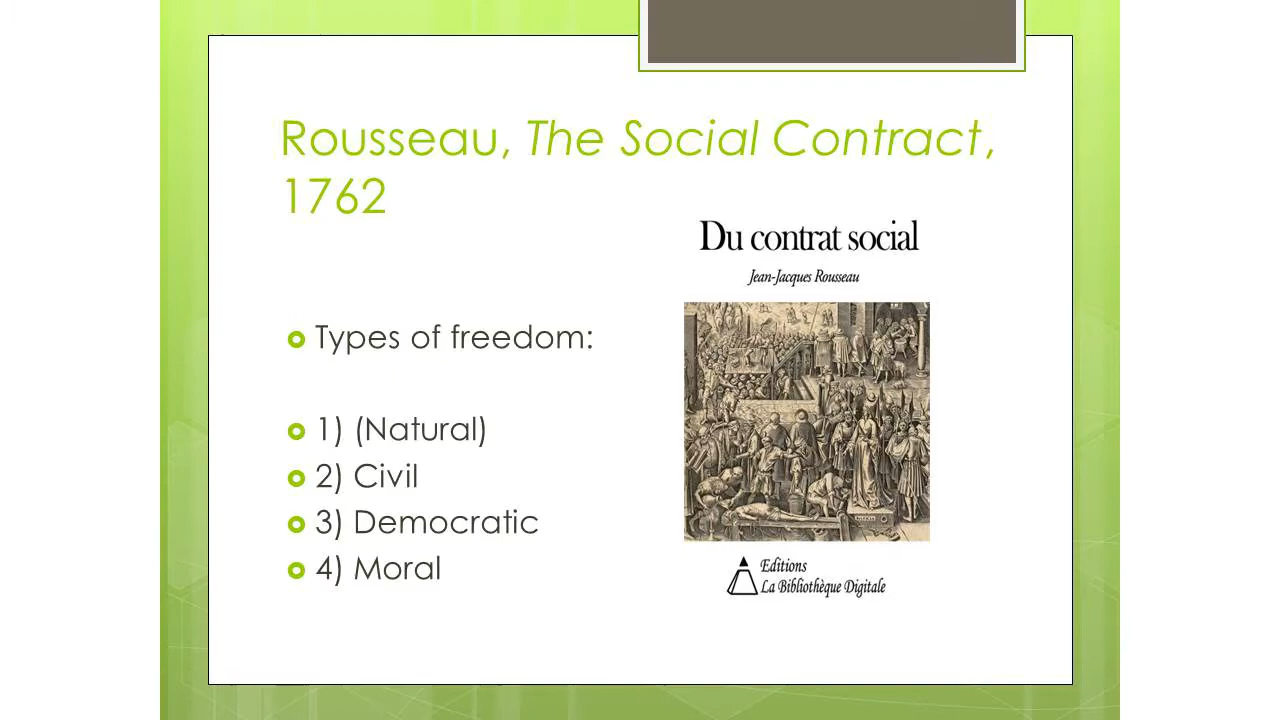 Rousseau, The Social Contract,
1762
Du contrat social
Jean-Jacques Rousseau
Types of freedom:
1) (Natural)
2) Civil
3) Democratic
4) Moral
Editions
La Bibliothèque Digitale